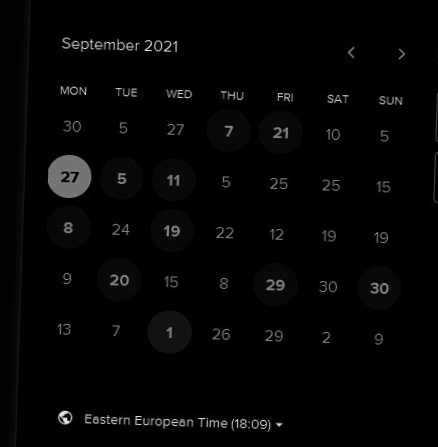 September 2021
MON TUE WED THU FRI SAT SUN
30 5 27 7 21 10 5
27 5 11 5 25 25 15
8 24 19 22 12 19 19
9 20 15 8 29 30 30
13 7 1 26 29 2 9
Eastern European Time (18:09)